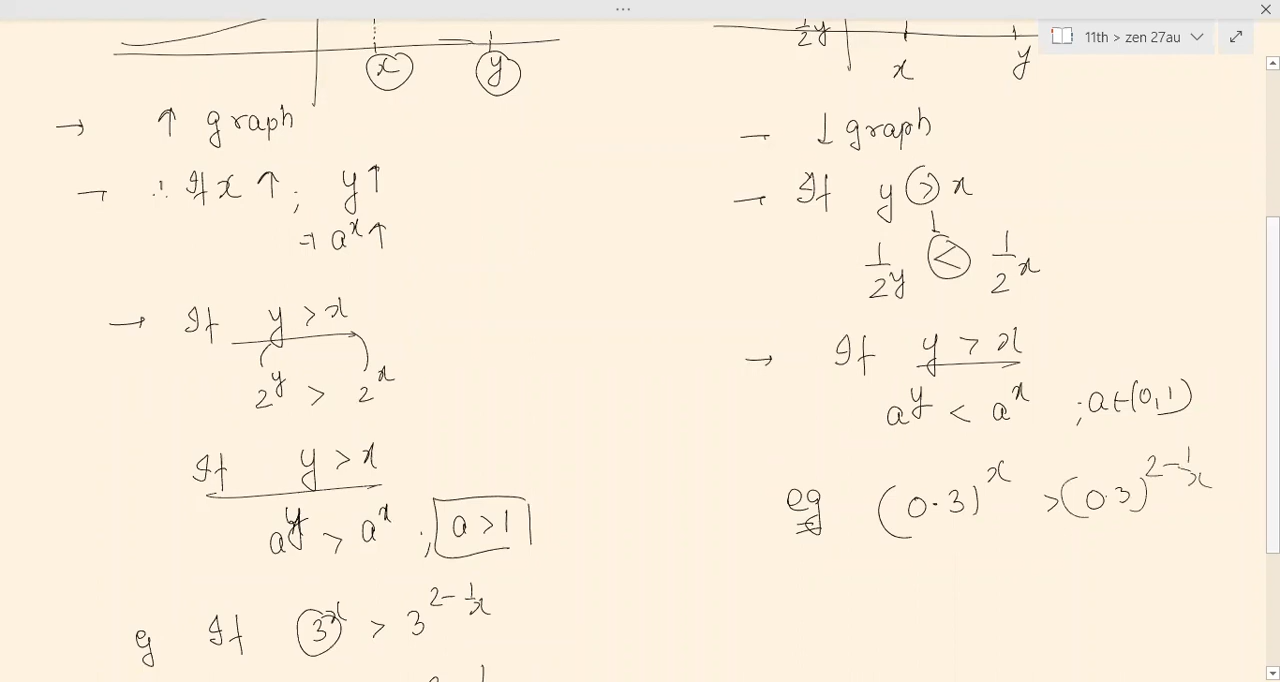 11th > zen 27au
x y
1/2y
x y
→ ↑ graph
→ ∴ If x ↑ ; y↑
⇒ aˣ↑
→ If y > x
2ʸ > 2ˣ
If y > x
aʸ > aˣ ; a > 1
g If 3ˣ > 3^(2 - 1/x)
- ↓ graph
- If y > x
1/2y < 1/2x
→ If y > x
aʸ < aˣ ; a ∈ (0,1)
eg (0.3)ˣ > (0.3)^(2 - 1/x)